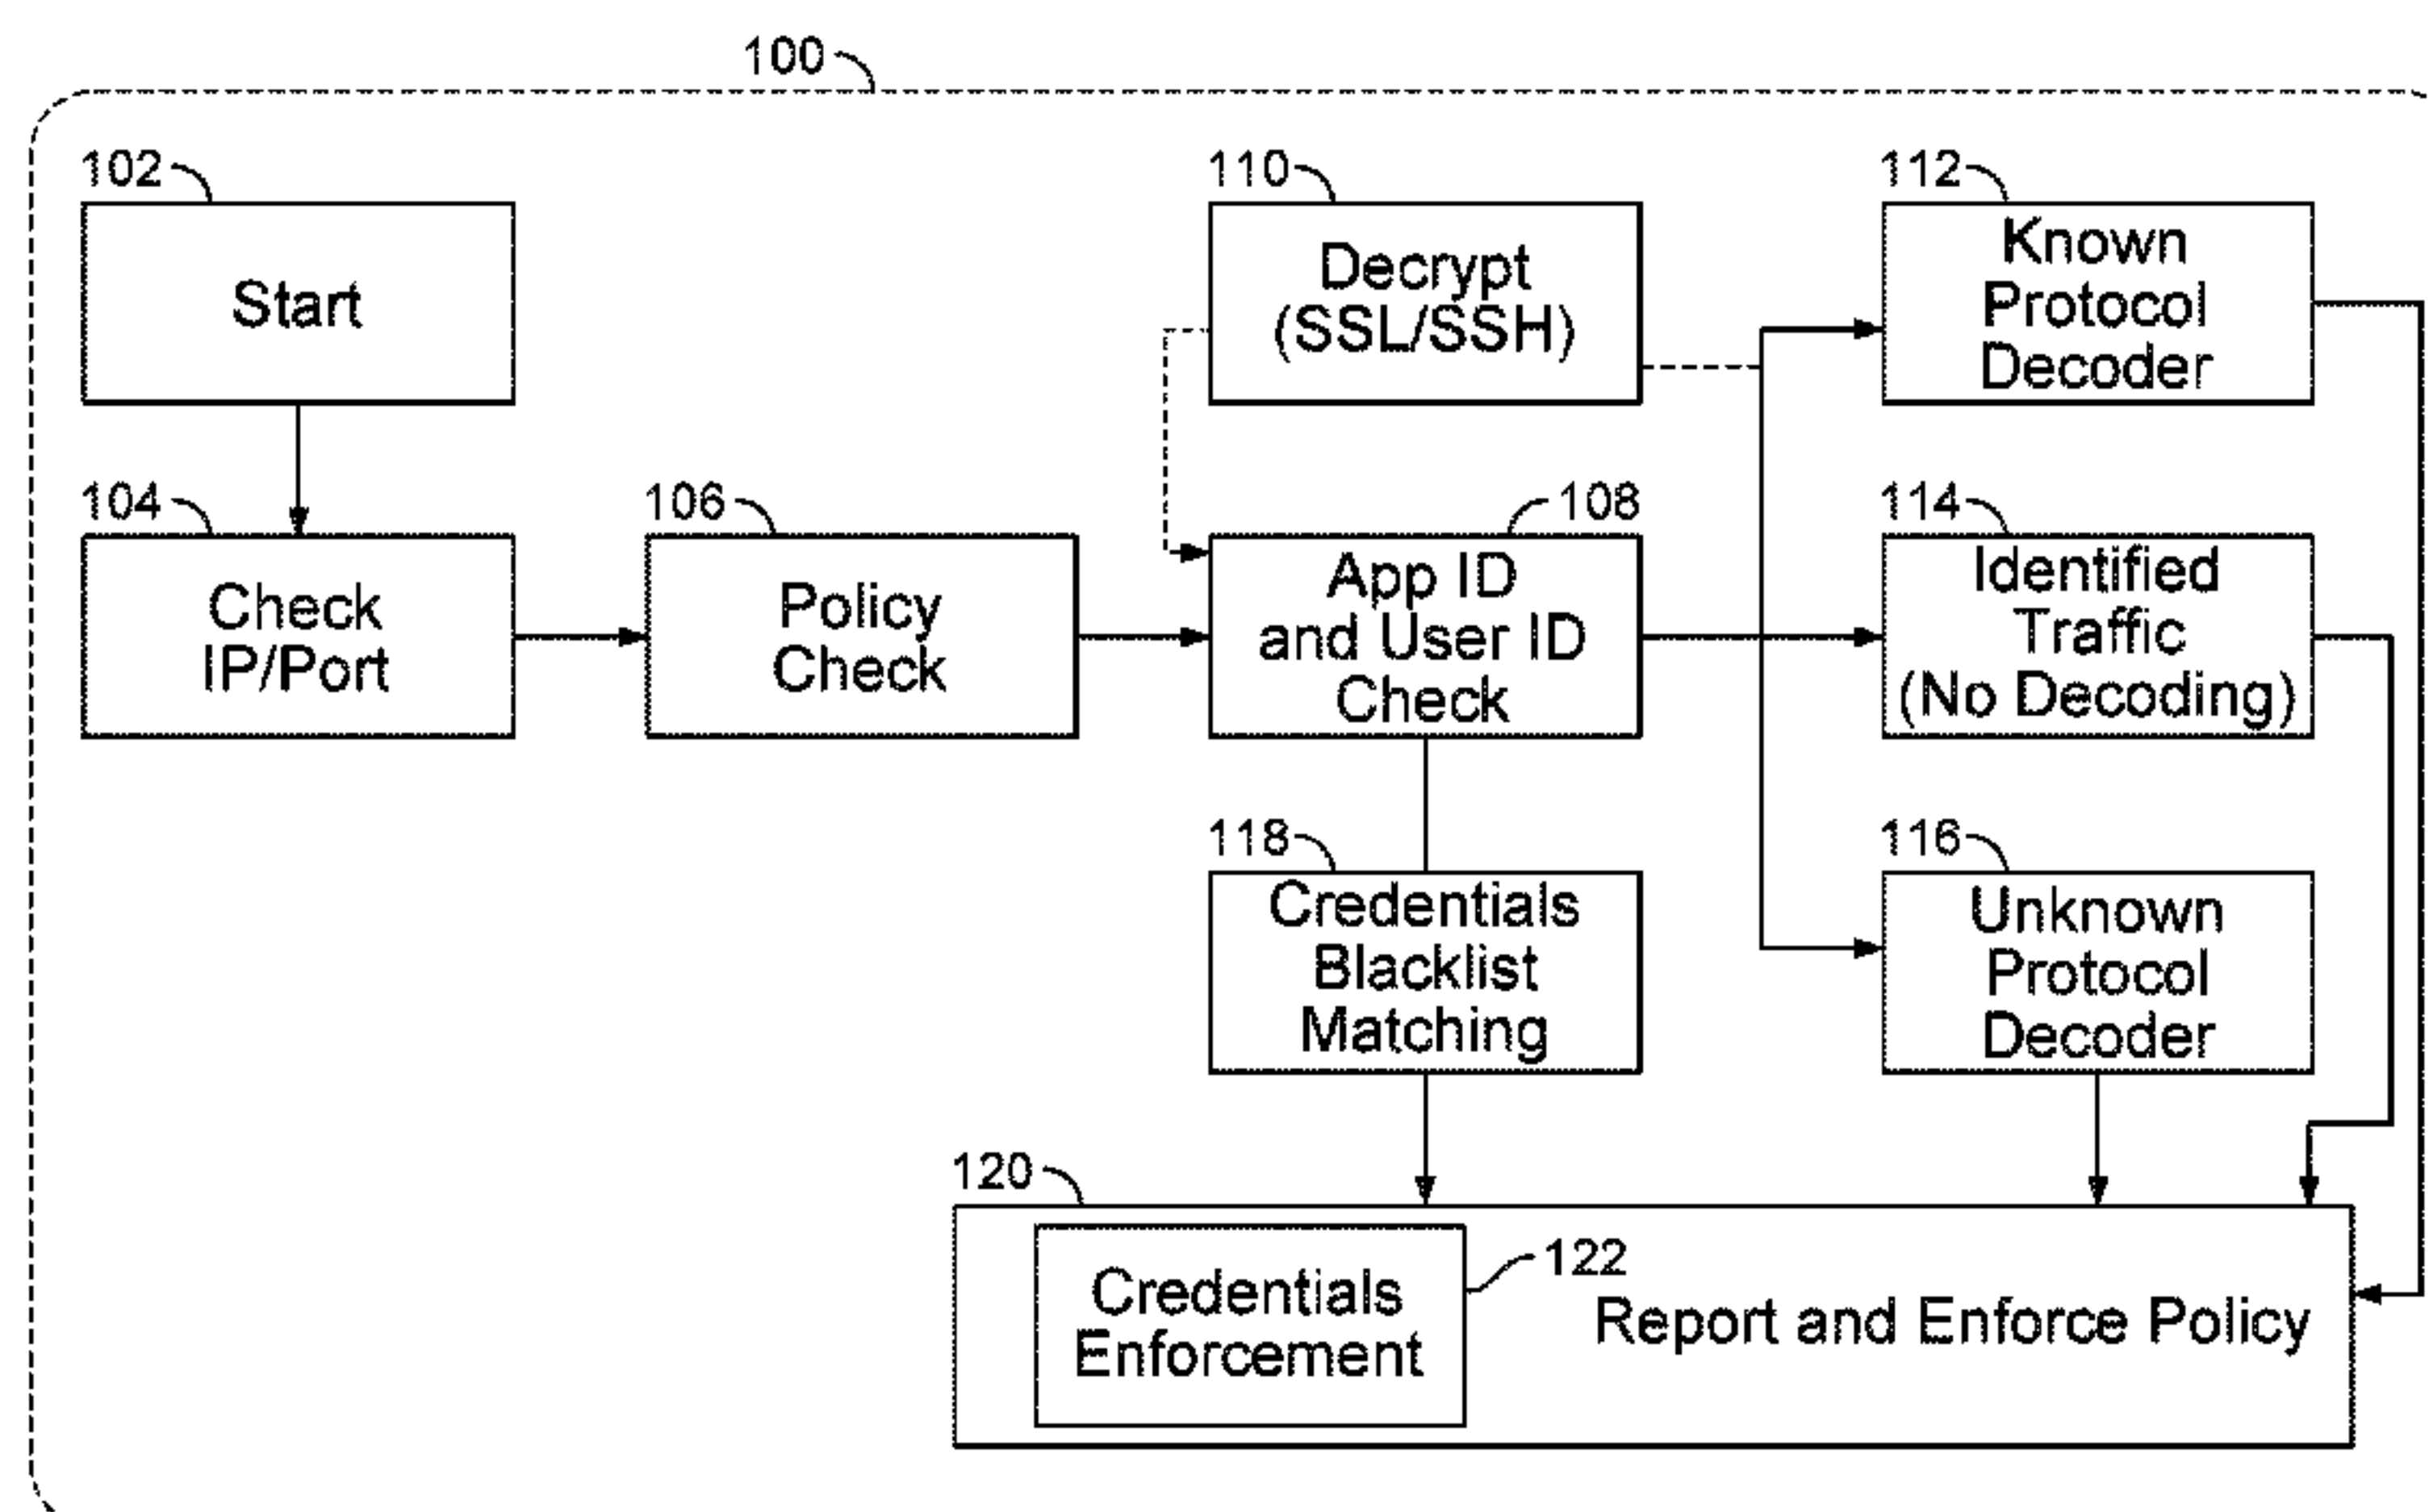 100
102
Start
110
Decrypt
(SSL/SSH)
112
Known
Protocol
Decoder
104
Check
IP/Port
106
Policy
Check
108
App ID
and User ID
Check
114
Identified
Traffic
(No Decoding)
118
Credentials
Blacklist
Matching
116
Unknown
Protocol
Decoder
120
Credentials
Enforcement
122
Report and Enforce Policy